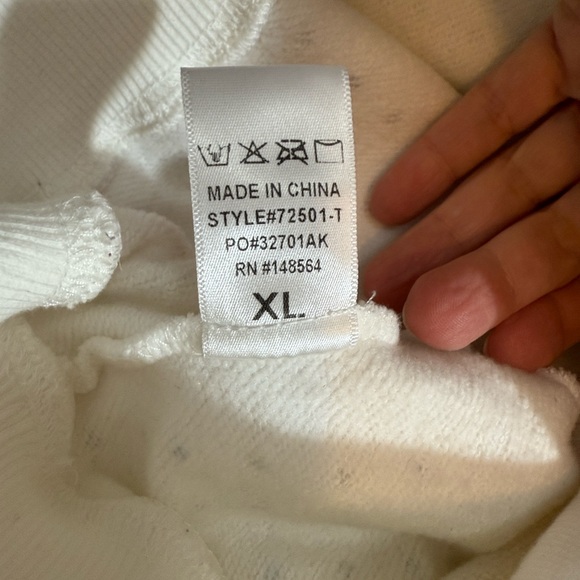 MADE IN CHINA
STYLE#72501-T
PO#32701AK
RN #148564
XL